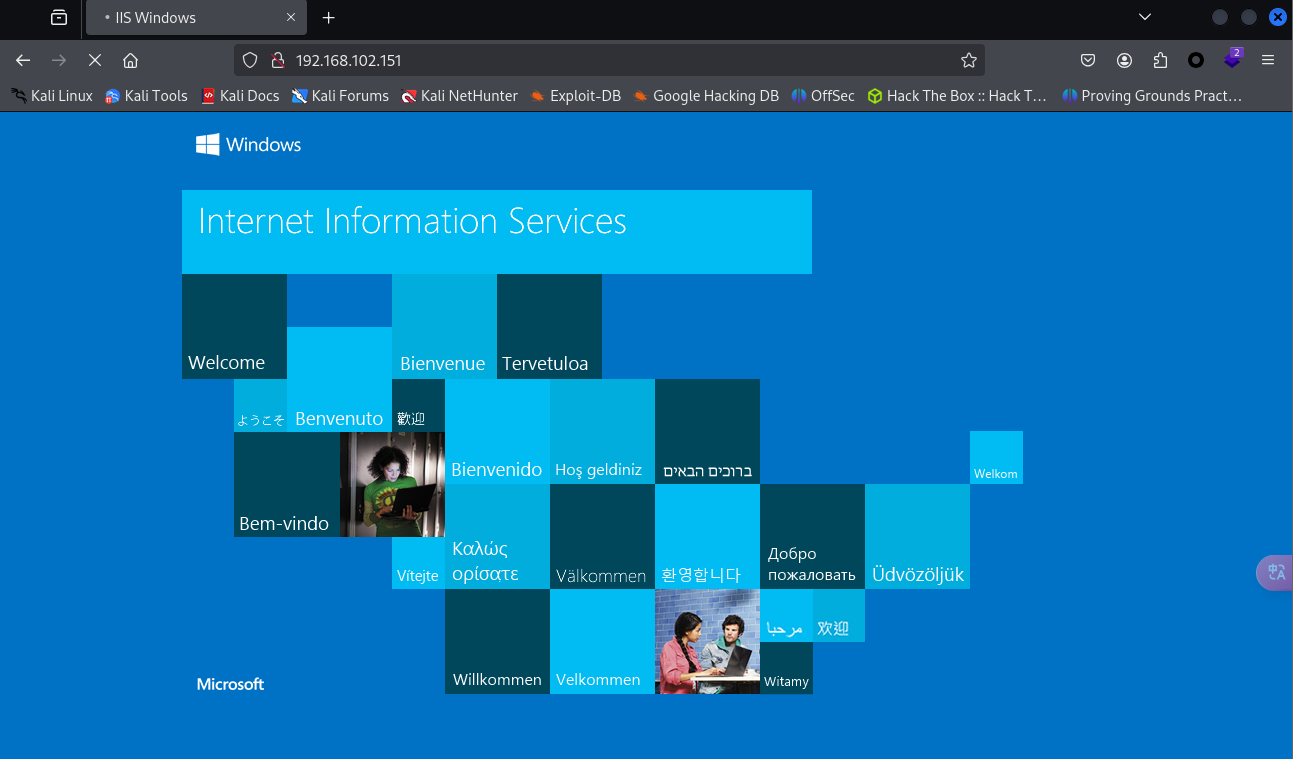 IIS Windows
192.168.102.151
2
Kali Linux Kali Tools Kali Docs Kali Forums Kali NetHunter Exploit-DB Google Hacking DB OffSec Hack The Box :: Hack T… Proving Grounds Pract…
Windows
Internet Information Services
Welcome
Bienvenue
Tervetuloa
ようこそ
Benvenuto
歡迎
Bienvenido
Hoş geldiniz
ברוכים הבאים
Welkom
Bem-vindo
Vítejte
Καλώς
ορίσατε
Välkommen
환영합니다
Добро
пожаловать
Üdvözöljük
Willkommen
Velkommen
مرحبا
欢迎
Witamy
Microsoft
中
A